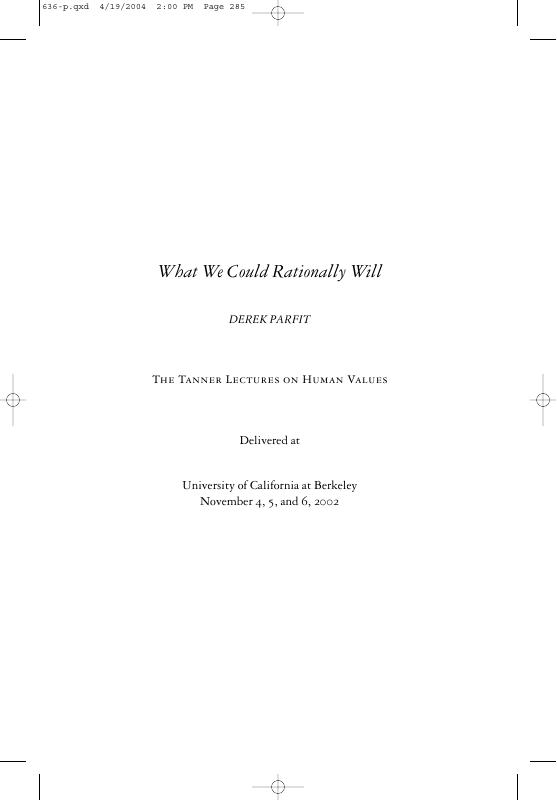 636-p.qxd 4/19/2004 2:00 PM Page 285
What We Could Rationally Will
DEREK PARFIT
The Tanner Lectures on Human Values
Delivered at
University of California at Berkeley
November 4, 5, and 6, 2002